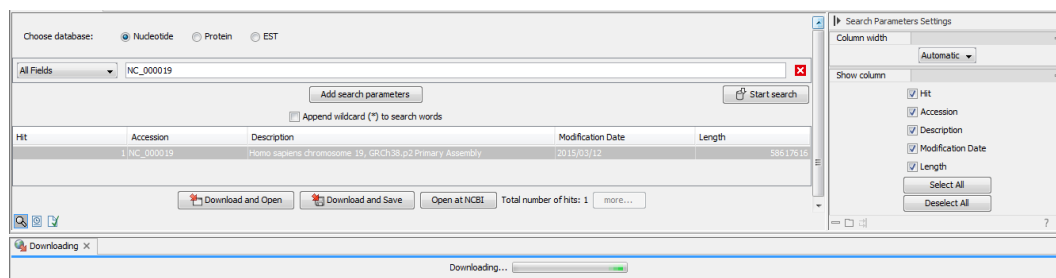 Choose database: Nucleotide Protein EST
All Fields NC_000019
Add search parameters Start search
Append wildcard (*) to search words
Hit Accession Description Modification Date Length
1 NC_000019 Homo sapiens chromosome 19, GRCh38.p2 Primary Assembly 2015/03/12 58617616
Download and Open Download and Save Open at NCBI Total number of hits: 1 more...
Search Parameters Settings
Column width
Automatic
Show column
Hit
Accession
Description
Modification Date
Length
Select All
Deselect All
?
Downloading
Downloading...